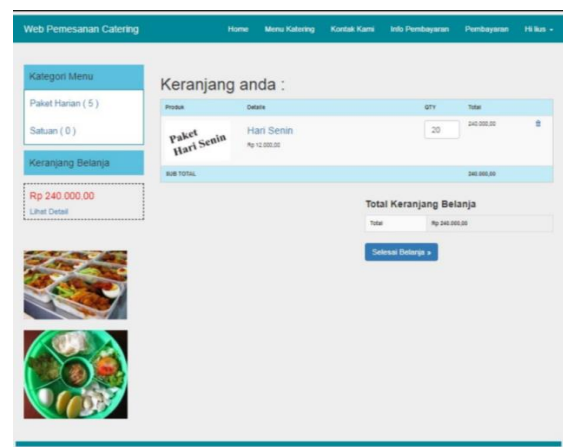 Web Pemesanan Catering
Home Menu Katering Kontak Kami Info Pembayaran Pembayaran Hi lius
Kategori Menu
Paket Harian ( 5 )
Satuan ( 0 )
Keranjang Belanja
Rp 240.000.00
Lihat Detail
Keranjang anda :
Produk Details QTY Total
Paket
Hari Senin
Hari Senin
Rp 12.000,00
20
240.000,00
SUB TOTAL 240.000,00
Total Keranjang Belanja
Total Rp 240.000,00
Selesai Belanja »